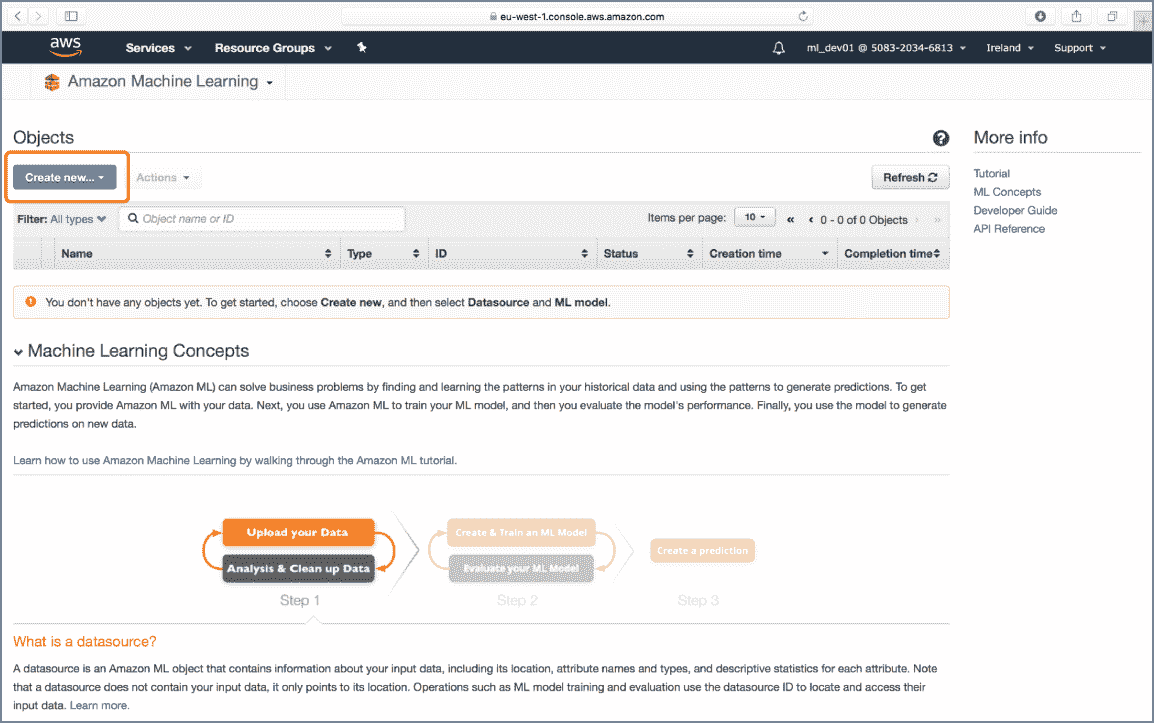 eu-west-1.console.aws.amazon.com
aws Services Resource Groups ml_dev01 @ 5083-2034-6813 Ireland Support
Amazon Machine Learning
Objects
More info
Create new... Actions Refresh
Tutorial
ML Concepts
Developer Guide
API Reference
Filter: All types Object name or ID Items per page: 10 « ‹ 0 - 0 of 0 Objects › »
Name Type ID Status Creation time Completion time
You don't have any objects yet. To get started, choose Create new, and then select Datasource and ML model.
Machine Learning Concepts
Amazon Machine Learning (Amazon ML) can solve business problems by finding and learning the patterns in your historical data and using the patterns to generate predictions. To get
started, you provide Amazon ML with your data. Next, you use Amazon ML to train your ML model, and then you evaluate the model's performance. Finally, you use the model to generate
predictions on new data.
Learn how to use Amazon Machine Learning by walking through the Amazon ML tutorial.
Upload your Data
Analysis & Clean up Data
Step 1
Create & Train an ML Model
Evaluate your ML Model
Step 2
Create a prediction
Step 3
What is a datasource?
A datasource is an Amazon ML object that contains information about your input data, including its location, attribute names and types, and descriptive statistics for each attribute. Note
that a datasource does not contain your input data, it only points to its location. Operations such as ML model training and evaluation use the datasource ID to locate and access their
input data. Learn more.